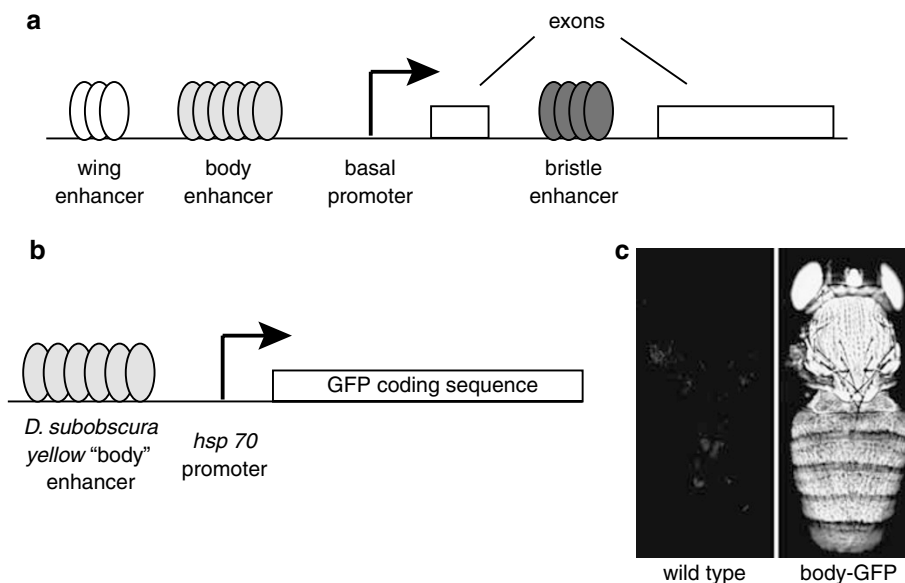 a
exons
wing
enhancer
body
enhancer
basal
promoter
bristle
enhancer
b
GFP coding sequence
D. subobscura
yellow “body”
enhancer
hsp 70
promoter
c
wild type
body-GFP